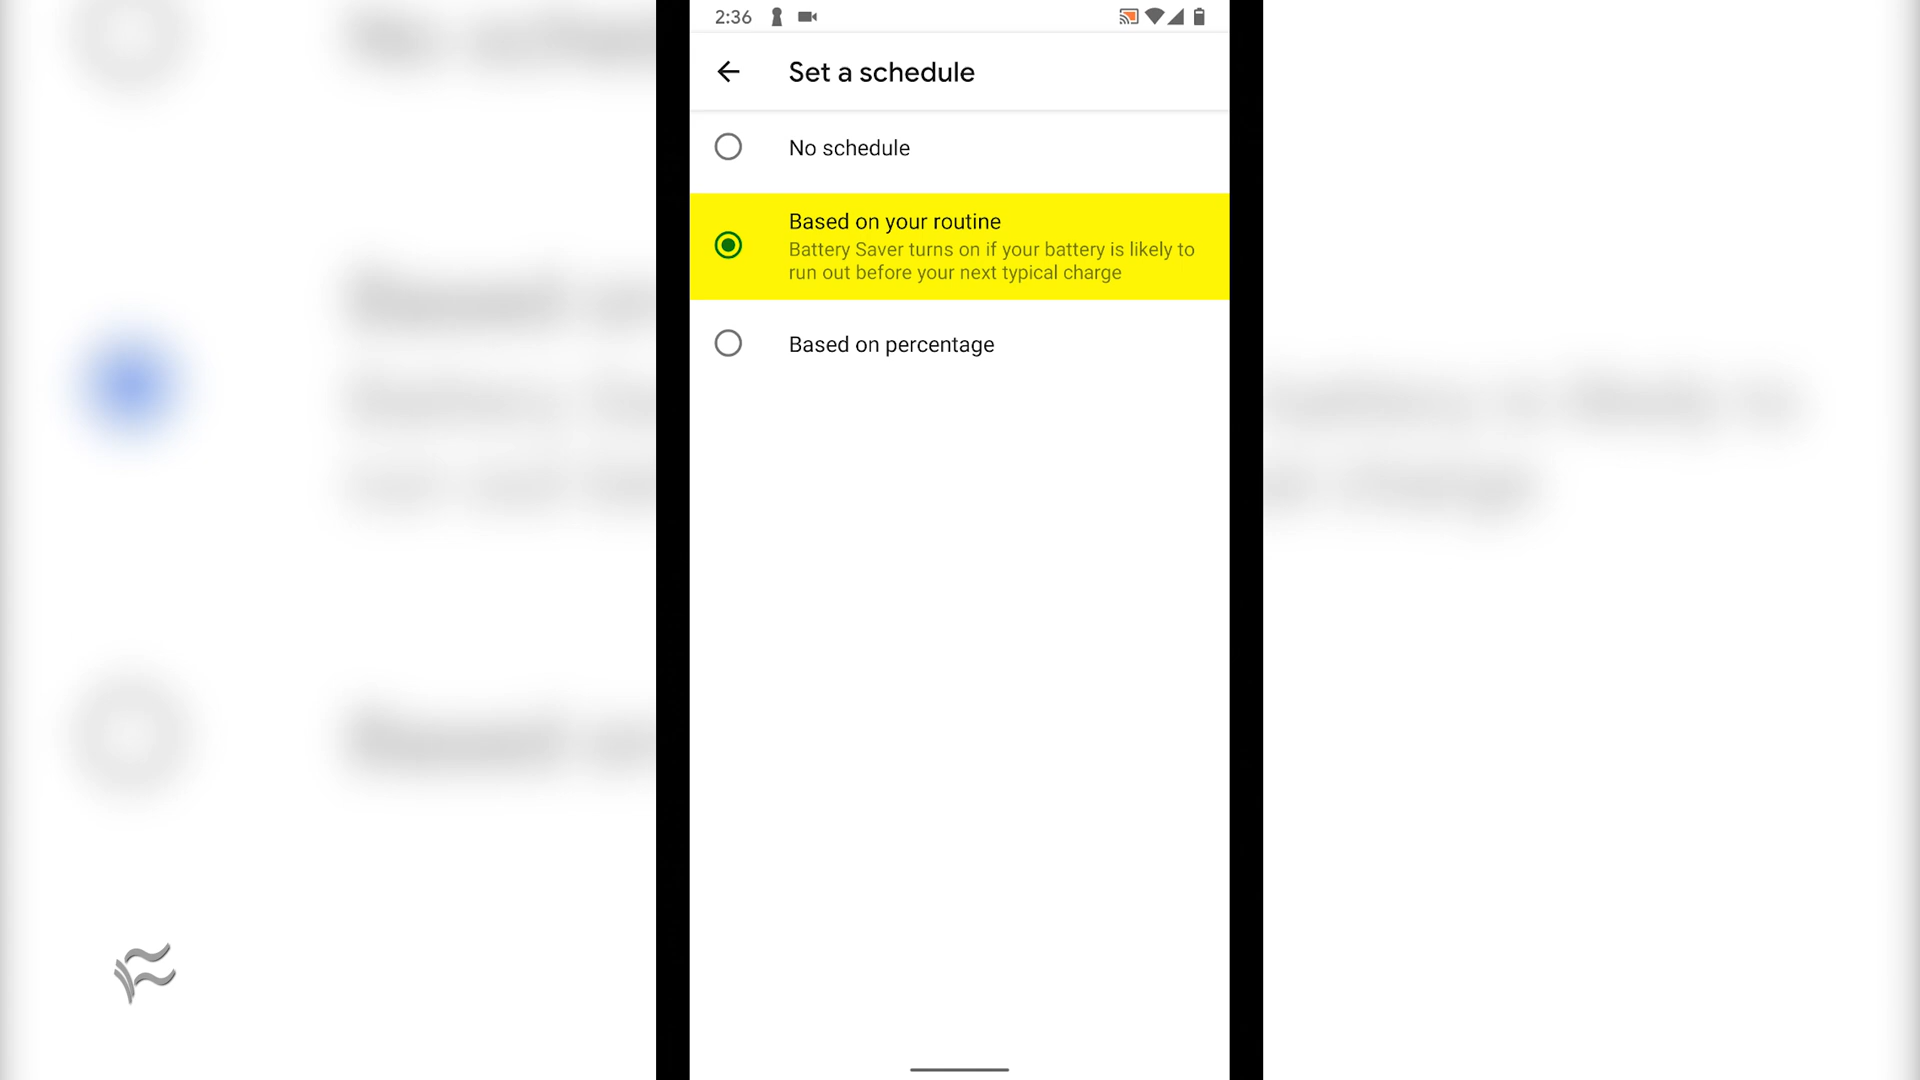 2:36
Set a schedule
No schedule
Based on your routine
Battery Saver turns on if your battery is likely to
run out before your next typical charge
Based on percentage